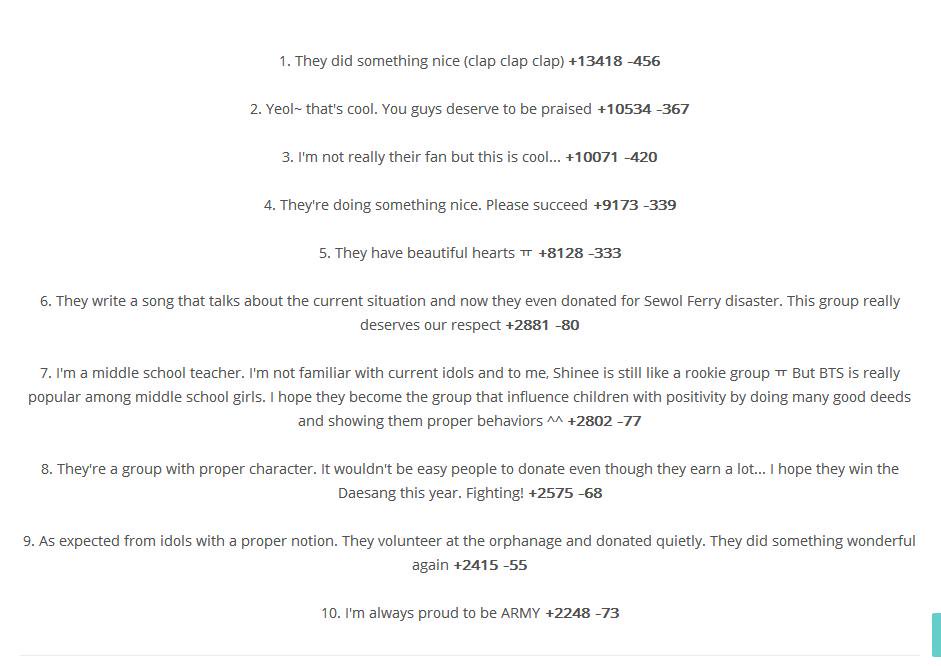 1. They did something nice (clap clap clap) +13418 -456
2. Yeol~ that's cool. You guys deserve to be praised +10534 -367
3. I'm not really their fan but this is cool... +10071 -420
4. They're doing something nice. Please succeed +9173 -339
5. They have beautiful hearts ㅠ +8128 -333
6. They write a song that talks about the current situation and now they even donated for Sewol Ferry disaster. This group really
deserves our respect +2881 -80
7. I'm a middle school teacher. I'm not familiar with current idols and to me, Shinee is still like a rookie group ㅠ But BTS is really
popular among middle school girls. I hope they become the group that influence children with positivity by doing many good deeds
and showing them proper behaviors ^^ +2802 -77
8. They're a group with proper character. It wouldn't be easy people to donate even though they earn a lot... I hope they win the
Daesang this year. Fighting! +2575 -68
9. As expected from idols with a proper notion. They volunteer at the orphanage and donated quietly. They did something wonderful
again +2415 -55
10. I'm always proud to be ARMY +2248 -73